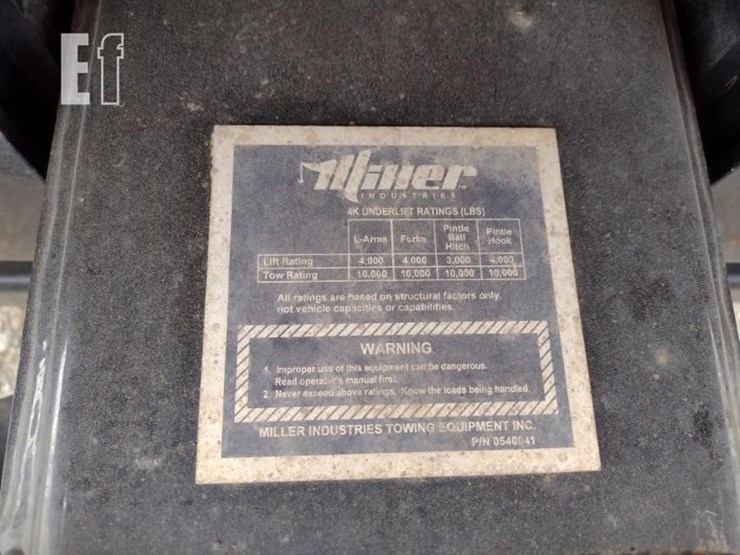 Ef
Miller
INDUSTRIES
4K UNDERLIFT RATINGS (LBS)
L-Arms Forks Pintle Ball Hitch Pintle Hook
Lift Rating 4,000 4,000 3,000 4,000
Tow Rating 10,000 10,000 10,000 10,000
All ratings are based on structural factors only,
not vehicle capacities or capabilities.
WARNING
1. Improper use of this equipment can be dangerous.
Read operator's manual first.
2. Never exceed above ratings. Know the loads being handled.
MILLER INDUSTRIES TOWING EQUIPMENT INC.
P/N 0540041